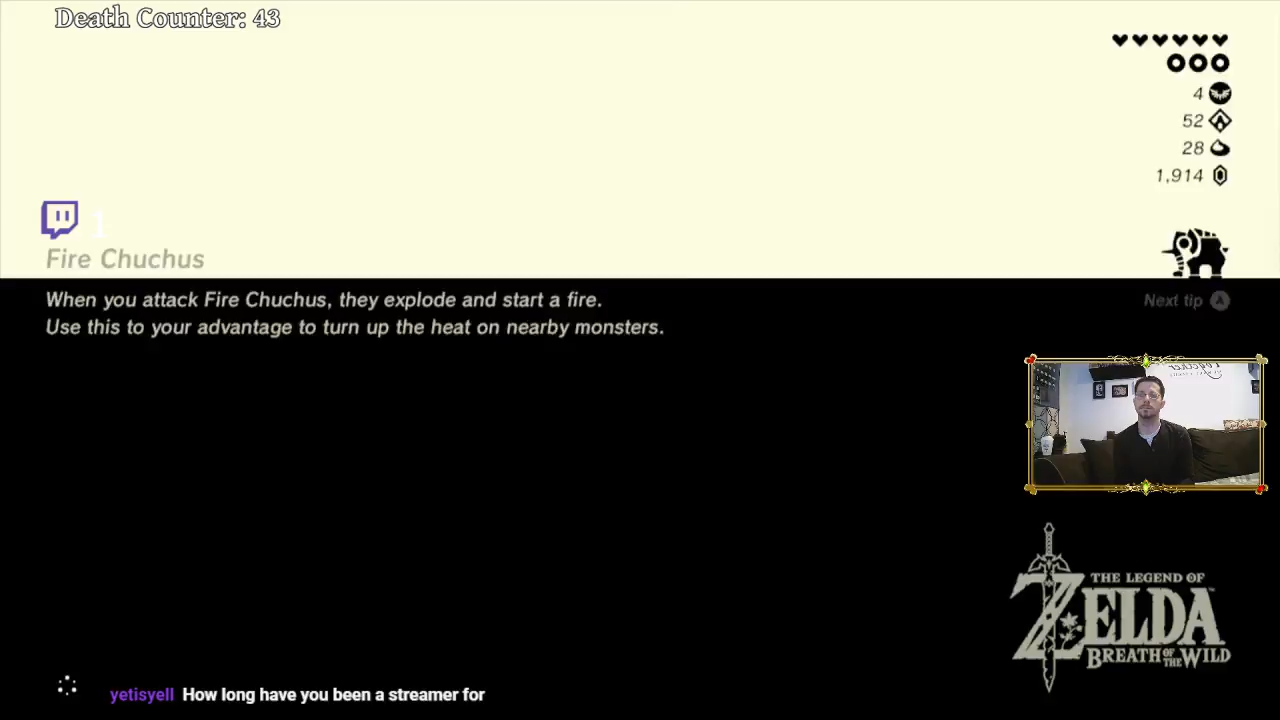 Death Counter: 43
4
52
28
1,914
1
Fire Chuchus
When you attack Fire Chuchus, they explode and start a fire.
Use this to your advantage to turn up the heat on nearby monsters.
Next tip A
Together
THE LEGEND OF
ZELDA
BREATH OF THE WILD
yetisyell How long have you been a streamer for